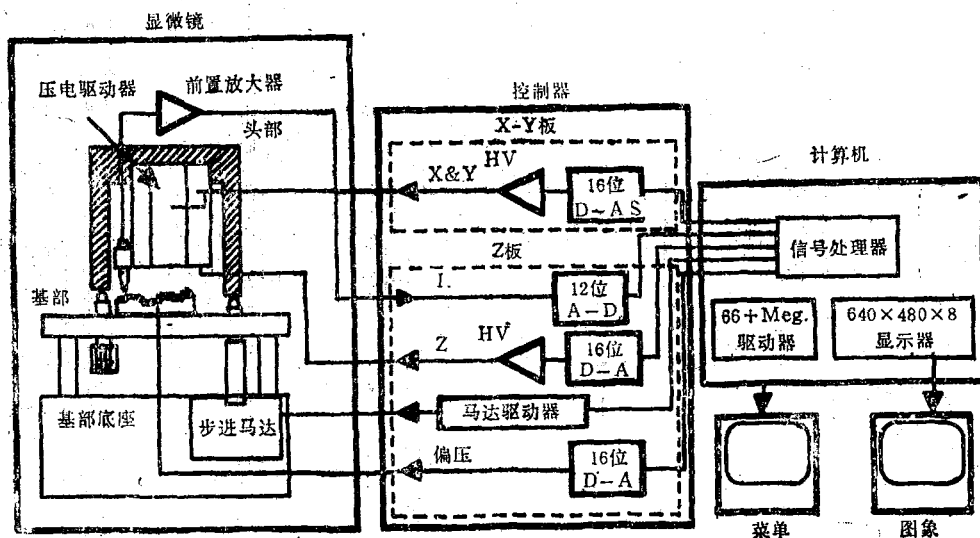 显微镜
压电驱动器
前置放大器
头部
基部
基部底座
步进马达
控制器
X-Y板
HV
X&Y
16位
D~AS
Z板
I.
12位
A-D
HV
Z
16位
D-A
马达驱动器
偏压
16位
D-A
计算机
信号处理器
66+Meg.
驱动器
640×480×8
显示器
菜单
图象